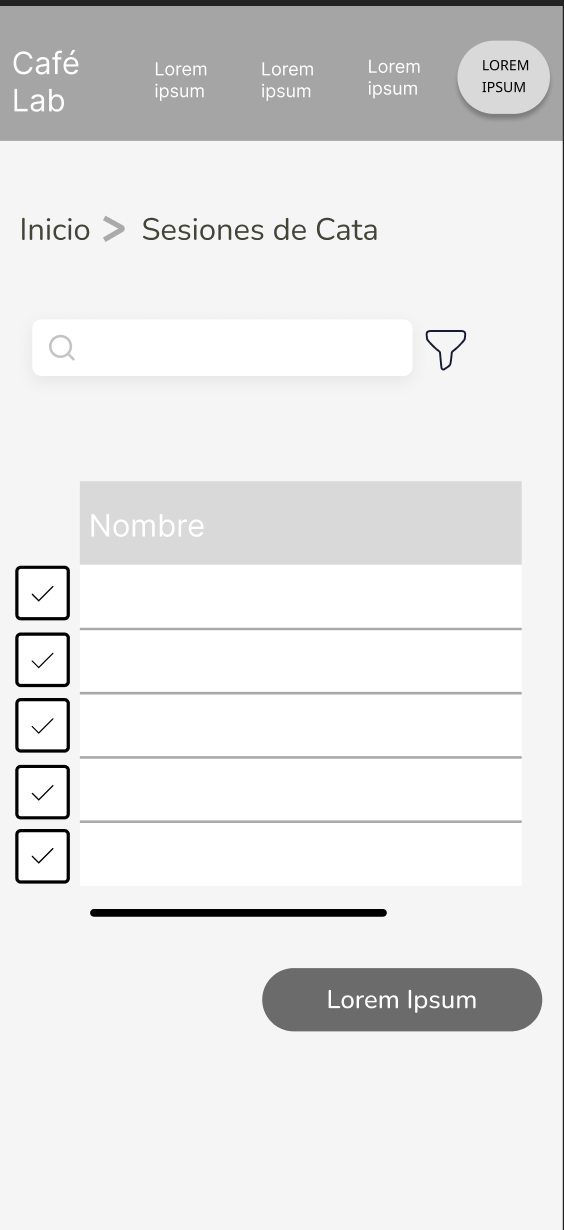 Café
Lab
Lorem
ipsum
Lorem
ipsum
Lorem
ipsum
LOREM
IPSUM
Inicio > Sesiones de Cata
Nombre
Lorem Ipsum